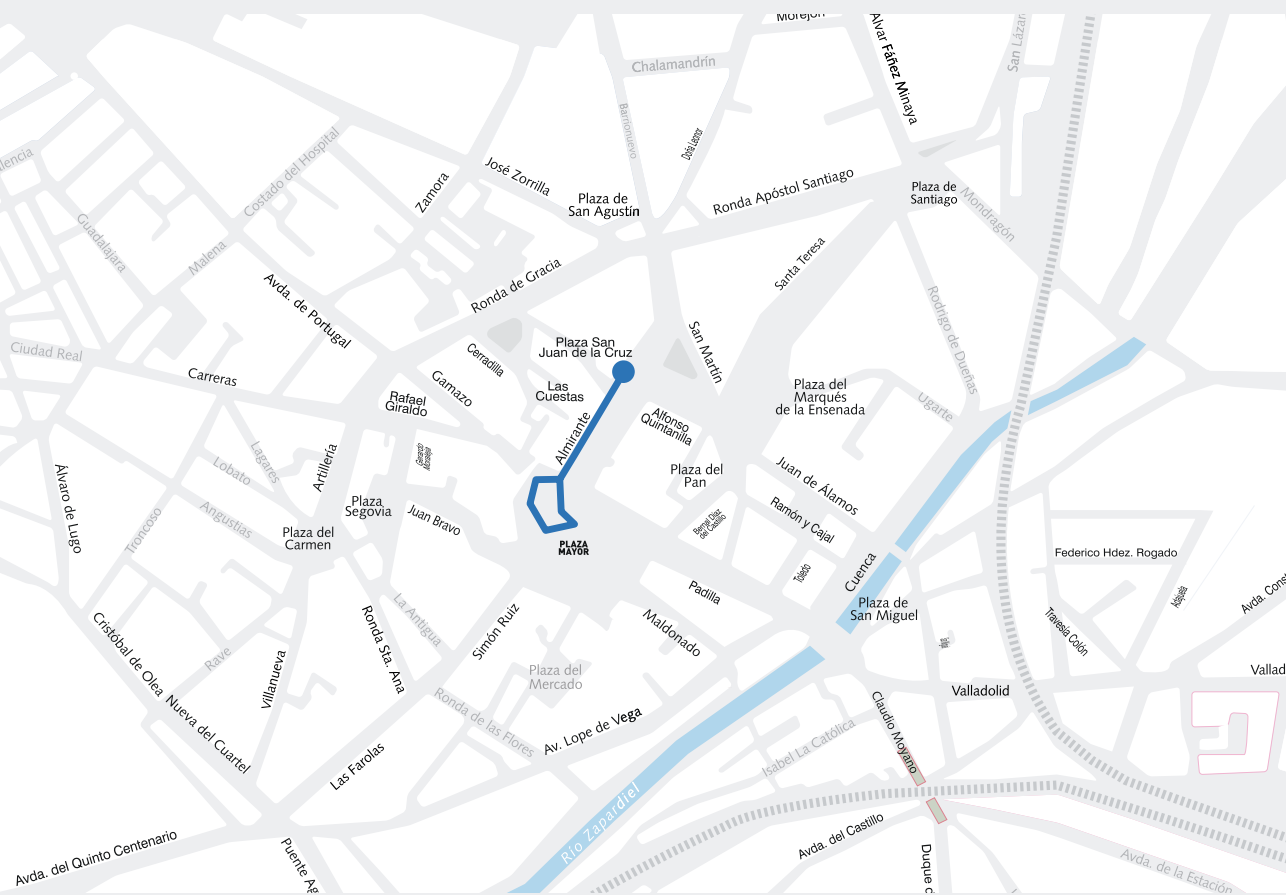 Morejón
Alvar Fáñez Minaya
San Lázar
Chalamandrín
Barrionuevo
Doña Leonor
lencia
Costado del Hospital
Zamora
José Zorrilla
Plaza de
San Agustín
Ronda Apóstol Santiago
Plaza de
Santiago
Mondragón
Guadalajara
Malena
Santa Teresa
Ronda de Gracia
Avda. de Portugal
Rodrigo de Dueñas
Ciudad Real
Carreras
Cerradilla
Plaza San
Juan de la Cruz
San Martín
Gamazo
Las
Cuestas
Rafael
Giraldo
Plaza del
Marqués
de la Ensenada
Ugarte
Almirante
Alfonso
Quintanilla
Gerardo
Moraleja
Artillería
Lagares
Lobato
Álvaro de Lugo
Plaza del
Pan
Juan de Álamos
Troncoso
Angustias
Plaza
Segovia
Juan Bravo
Plaza del
Carmen
Bernal Díaz
del Castillo
Ramón y Cajal
PLAZA
MAYOR
Federico Hdez. Rogado
Toledo
Cuenca
Padilla
Adajuela
Avda. Cons
Plaza de
San Miguel
La Antigua
Simón Ruiz
Maldonado
Travesía Colón
Cristóbal de Olea
Rave
Villanueva
Ronda Sta. Ana
Plaza del
Mercado
Vallad
Valladolid
Nueva del Cuartel
Ronda de las Flores
Av. Lope de Vega
Claudio Moyano
Isabel La Católica
Las Farolas
Río Zapardiel
Avda. del Quinto Centenario
Puente Ag
Avda. del Castillo
Duque d
Avda. de la Estación